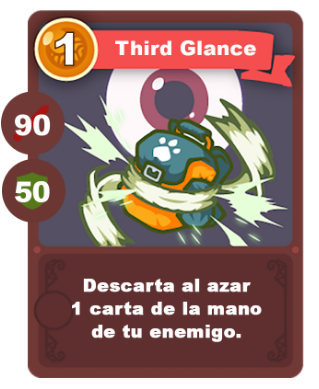 1
Third Glance
90
50
Descarta al azar
1 carta de la mano
de tu enemigo.